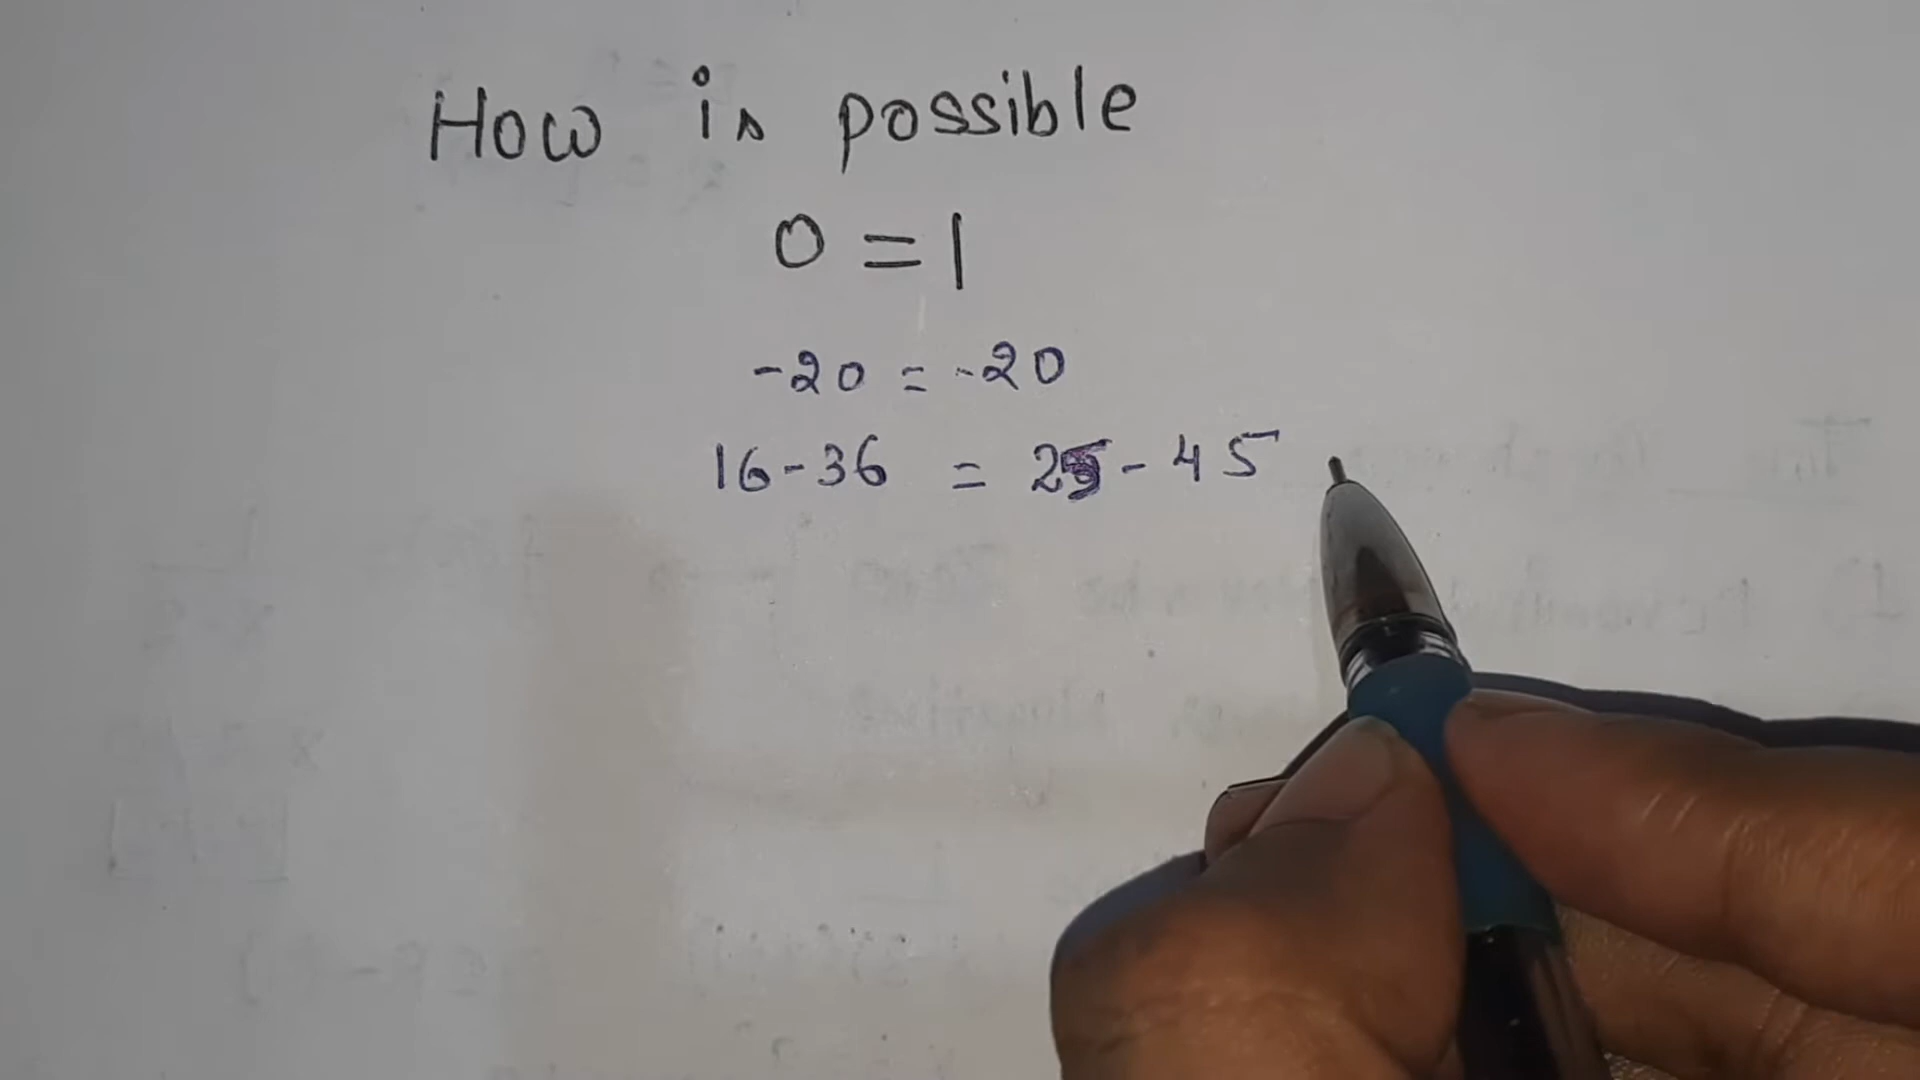 How is possible
0 = 1
-20 = -20
16-36 = 25-45